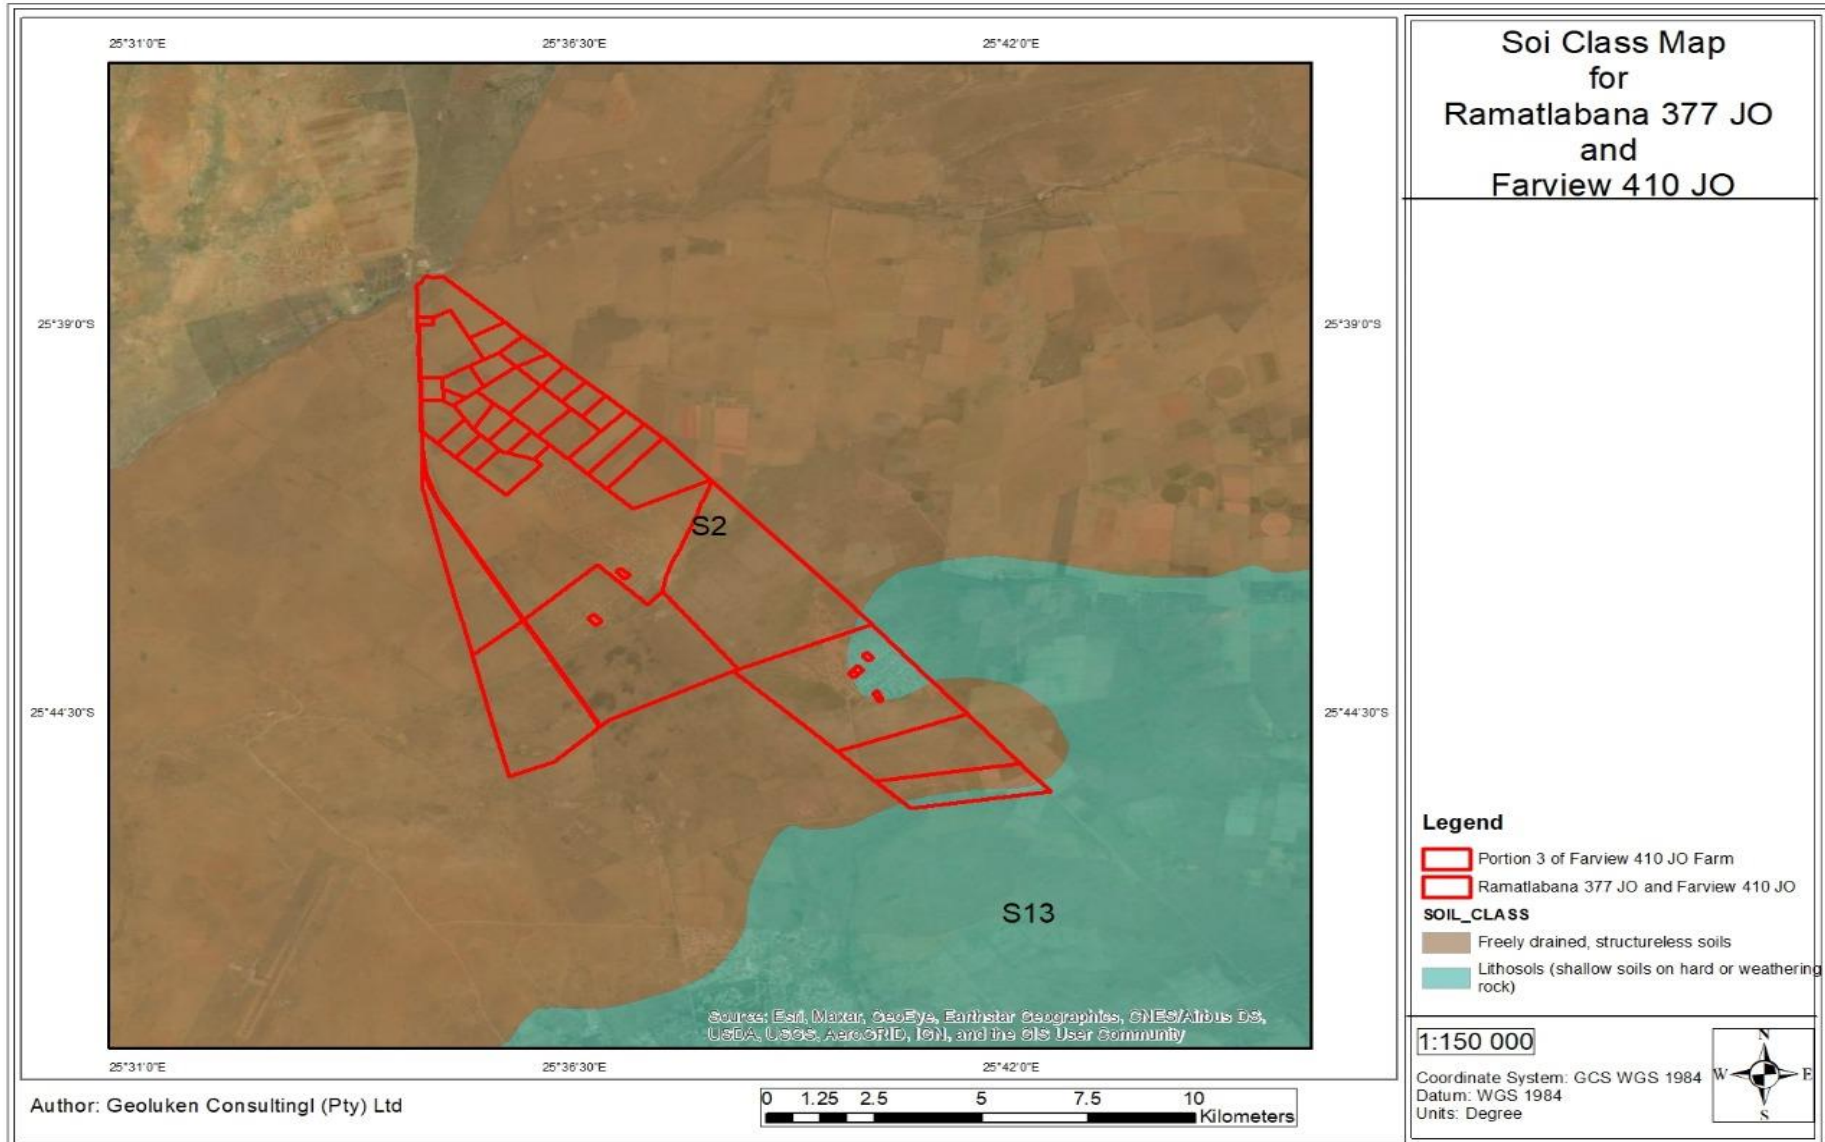 Soi Class Map
for
Ramatlabana 377 JO
and
Farview 410 JO
25°31'0"E
25°36'30"E
25°42'0"E
25°39'0"S
25°39'0"S
S2
25°44'30"S
25°44'30"S
S13
Source: Esri, Maxar, GeoEye, Earthstar Geographics, CNES/Airbus DS,
USDA, USGS, AeroGRID, IGN, and the GIS User Community
25°31'0"E
25°36'30"E
25°42'0"E
Legend
Portion 3 of Farview 410 JO Farm
Ramatlabana 377 JO and Farview 410 JO
SOIL_CLASS
Freely drained, structureless soils
Lithosols (shallow soils on hard or weathering
rock)
1:150 000
Coordinate System: GCS WGS 1984
Datum: WGS 1984
Units: Degree
N
W
E
S
Author: Geoluken Consultingl (Pty) Ltd
0 1.25 2.5 5 7.5 10
Kilometers